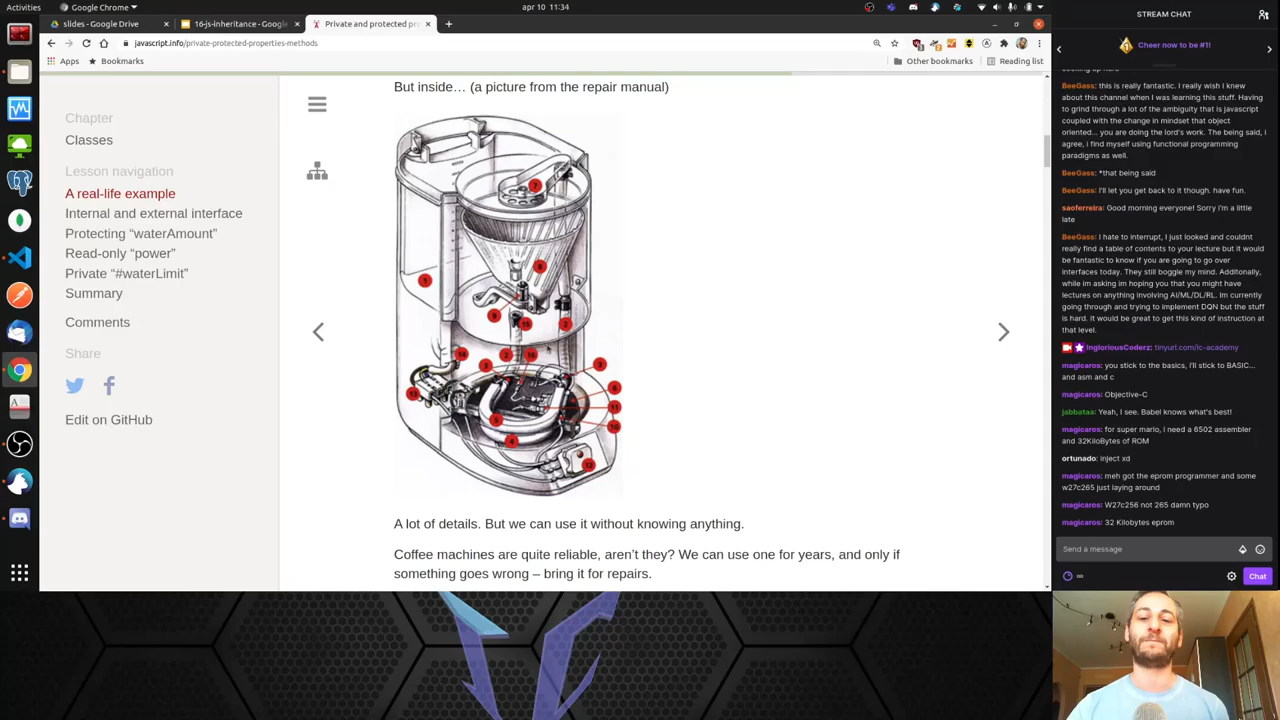 Activities
Google Chrome
apr 10 11:34
slides - Google Drive
16-js-inheritance - Google
Private and protected pro
javascript.info/private-protected-properties-methods
Apps
Bookmarks
Other bookmarks
Reading list
Chapter
Classes
Lesson navigation
A real-life example
Internal and external interface
Protecting “waterAmount”
Read-only “power”
Private “#waterLimit”
Summary
Comments
Share
Edit on GitHub
But inside… (a picture from the repair manual)
A lot of details. But we can use it without knowing anything.
Coffee machines are quite reliable, aren’t they? We can use one for years, and only if
something goes wrong – bring it for repairs.
STREAM CHAT
Cheer now to be #1!
BeeGass: this is really fantastic. I really wish I knew
about this channel when I was learning this stuff. Having
to grind through a lot of the ambiguity that is javascript
coupled with the change in mindset that object
oriented... you are doing the lord's work. The being said, I
agree, i find myself using functional programming
paradigms as well.
BeeGass: *that being said
BeeGass: I'll let you get back to it though. have fun.
saoferreira: Good morning everyone! Sorry i'm a little
late
BeeGass: I hate to interrupt, I just looked and couldnt
really find a table of contents to your lecture but it would
be fantastic to know if you are going to go over
interfaces today. They still boggle my mind. Additonally,
while im asking im hoping you that you might have
lectures on anything involving AI/ML/DL/RL. Im currently
going through and trying to implement DQN but the stuff
is hard. it would be great to get this kind of instruction at
that level.
IngloriousCoderz: tinyurl.com/ic-academy
magicaros: you stick to the basics, i'll stick to BASIC...
and asm and c
magicaros: Objective-C
jabbataa: Yeah, I see. Babel knows what's best!
magicaros: for super mario, i need a 6502 assembler
and 32KiloBytes of ROM
ortunado: inject xd
magicaros: meh got the eprom programmer and some
w27c265 just laying around
magicaros: W27c256 not 265 damn typo
magicaros: 32 Kilobytes eprom
Send a message
Chat